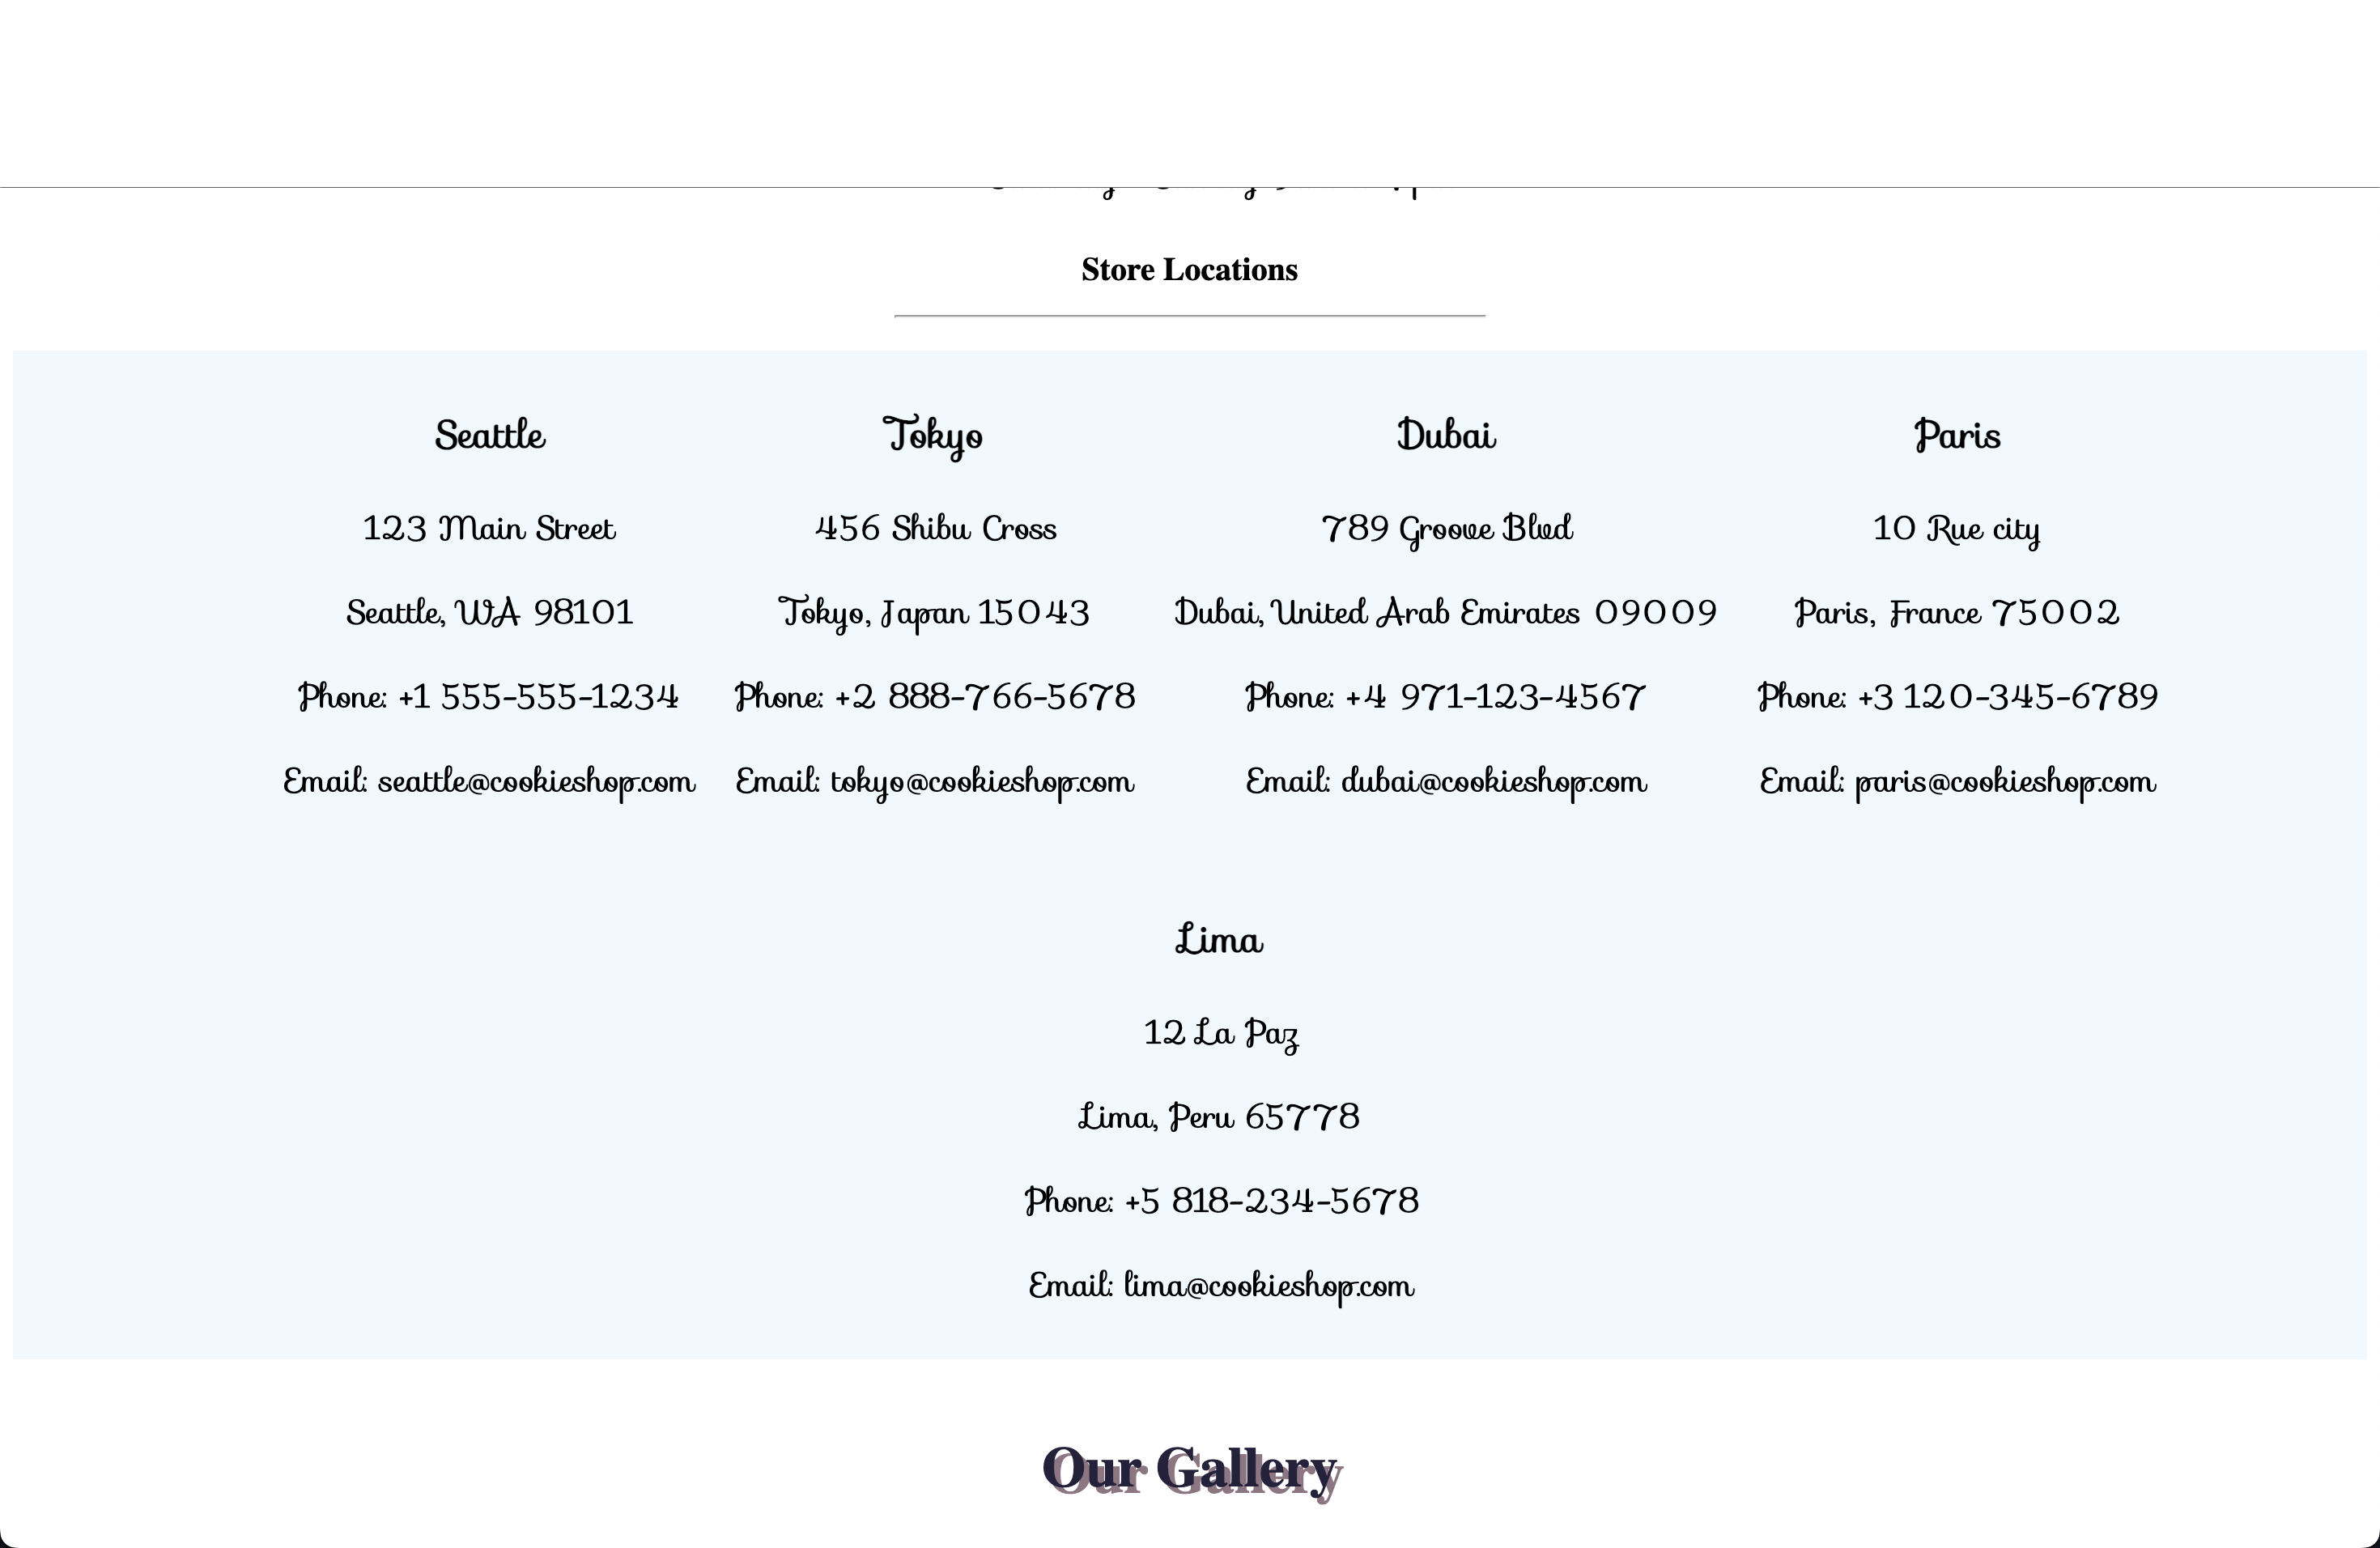 Store Locations
Seattle
123 Main Street
Seattle, WA 98101
Phone: +1 555-555-1234
Email: seattle@cookieshop.com
Tokyo
456 Shibu Cross
Tokyo, Japan 15043
Phone: +2 888-766-5678
Email: tokyo@cookieshop.com
Dubai
789 Groove Blvd
Dubai, United Arab Emirates 09009
Phone: +4 971-123-4567
Email: dubai@cookieshop.com
Paris
10 Rue city
Paris, France 75002
Phone: +3 120-345-6789
Email: paris@cookieshop.com
Lima
12 La Paz
Lima, Peru 65778
Phone: +5 818-234-5678
Email: lima@cookieshop.com
Our Gallery